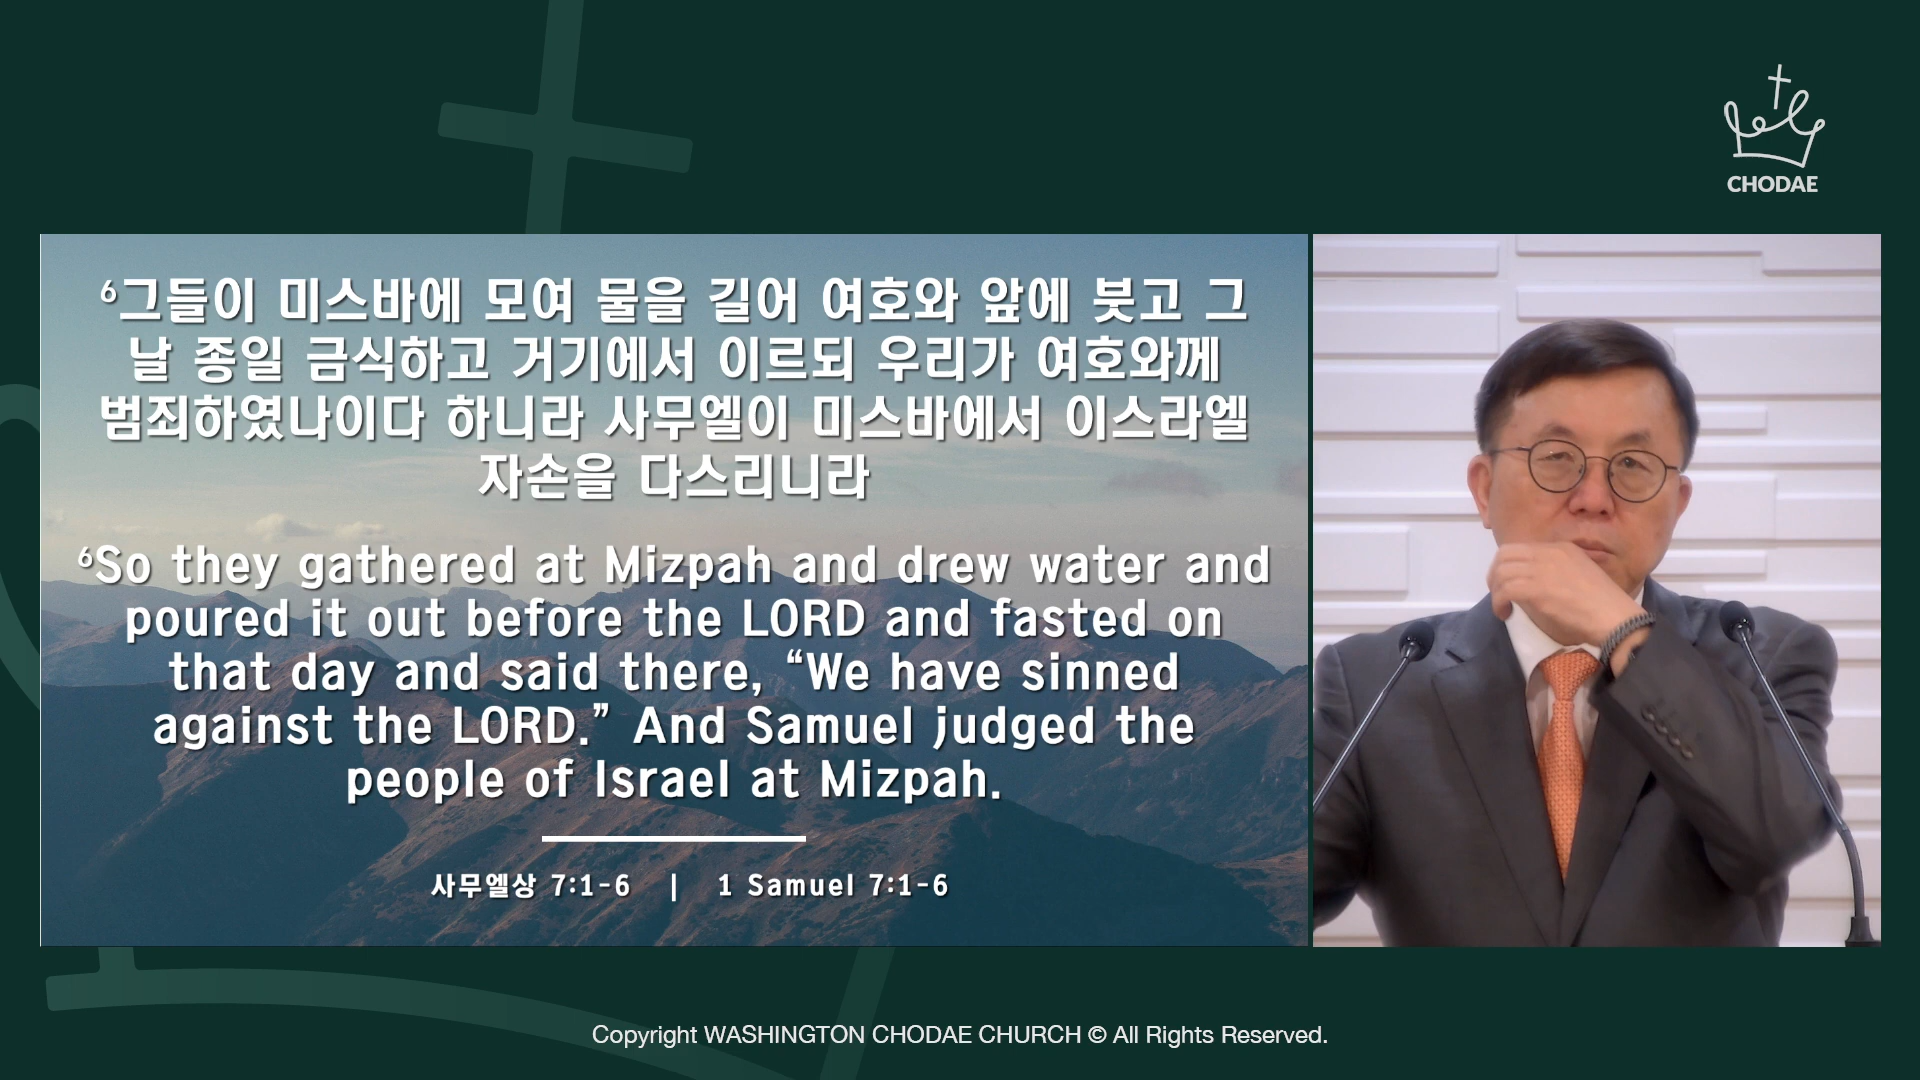 CHODAE
⁶그들이 미스바에 모여 물을 길어 여호와 앞에 붓고 그
날 종일 금식하고 거기에서 이르되 우리가 여호와께
범죄하였나이다 하니라 사무엘이 미스바에서 이스라엘
자손을 다스리니라
⁶So they gathered at Mizpah and drew water and
poured it out before the LORD and fasted on
that day and said there, “We have sinned
against the LORD.” And Samuel judged the
people of Israel at Mizpah.
사무엘상 7:1-6 | 1 Samuel 7:1-6
Copyright WASHINGTON CHODAE CHURCH © All Rights Reserved.